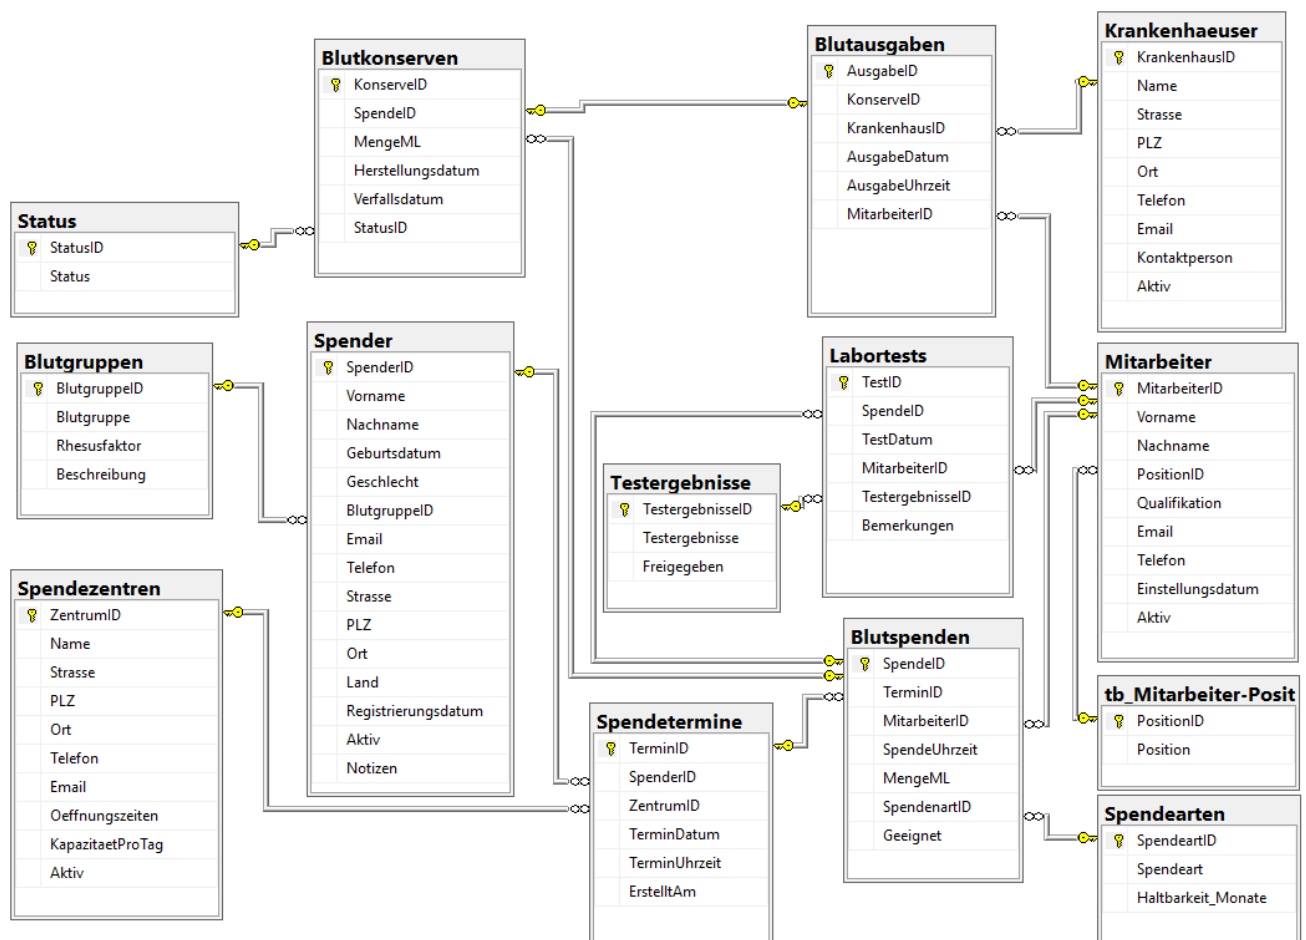 Blutkonserven
KonserveID
SpendeID
MengeML
Herstellungsdatum
Verfallsdatum
StatusID
Blutausgaben
AusgabeID
KonserveID
KrankenhausID
AusgabeDatum
AusgabeUhrzeit
MitarbeiterID
Krankenhaeuser
KrankenhausID
Name
Strasse
PLZ
Ort
Telefon
Email
Kontaktperson
Aktiv
Status
StatusID
Status
Blutgruppen
BlutgruppeID
Blutgruppe
Rhesusfaktor
Beschreibung
Spender
SpenderID
Vorname
Nachname
Geburtsdatum
Geschlecht
BlutgruppeID
Email
Telefon
Strasse
PLZ
Ort
Land
Registrierungsdatum
Aktiv
Notizen
Labortests
TestID
SpendeID
TestDatum
MitarbeiterID
TestergebnisseID
Bemerkungen
Mitarbeiter
MitarbeiterID
Vorname
Nachname
PositionID
Qualifikation
Email
Telefon
Einstellungsdatum
Aktiv
Testergebnisse
TestergebnisseID
Testergebnisse
Freigegeben
Spendezentren
ZentrumID
Name
Strasse
PLZ
Ort
Telefon
Email
Oeffnungszeiten
KapazitaetProTag
Aktiv
Blutspenden
SpendeID
TerminID
MitarbeiterID
SpendeUhrzeit
MengeML
SpendenartID
Geeignet
tb_Mitarbeiter-Posit
PositionID
Position
Spendetermine
TerminID
SpenderID
ZentrumID
TerminDatum
TerminUhrzeit
ErstelltAm
Spendearten
SpendeartID
Spendeart
Haltbarkeit_Monate